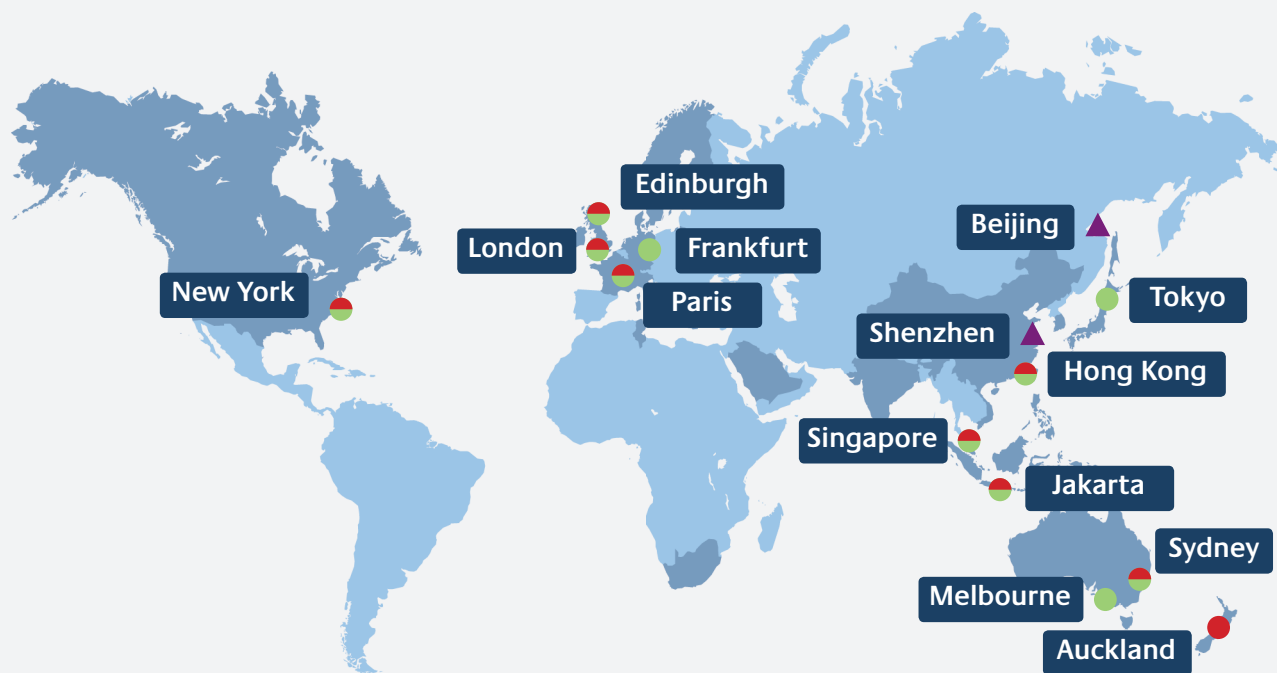 Edinburgh
Beijing
London
Frankfurt
New York
Paris
Tokyo
Shenzhen
Hong Kong
Singapore
Jakarta
Sydney
Melbourne
Auckland